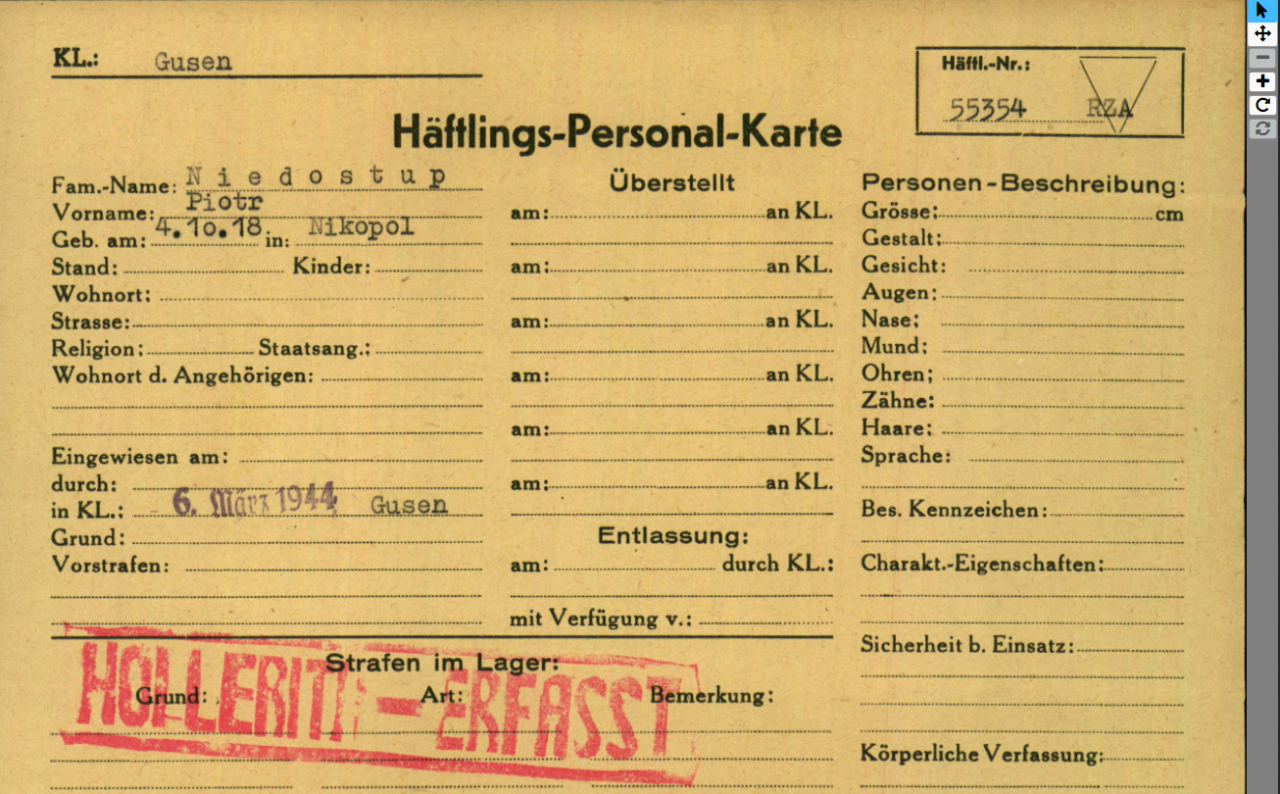 KL.: Gusen
Häftl.-Nr.:
55354 RZA
Häftlings-Personal-Karte
Fam.-Name: Niedostup
Vorname: Piotr
Geb. am: 4.10.18 in: Nikopol
Stand: Kinder:
Wohnort:
Strasse:
Religion: Staatsang.:
Wohnort d. Angehörigen:
Eingewiesen am:
durch:
in KL.: 6. März 1944 Gusen
Grund:
Vorstrafen:
Überstellt
am: an KL.
am: an KL.
am: an KL.
am: an KL.
am: an KL.
am: an KL.
Entlassung:
am: durch KL.:
mit Verfügung v.:
Personen-Beschreibung:
Grösse: cm
Gestalt:
Gesicht:
Augen:
Nase:
Mund:
Ohren:
Zähne:
Haare:
Sprache:
Bes. Kennzeichen:
Charakt.-Eigenschaften:
Sicherheit b. Einsatz:
Körperliche Verfassung:
Strafen im Lager:
Grund: Art: Bemerkung:
HOLLERITH - ERFASST